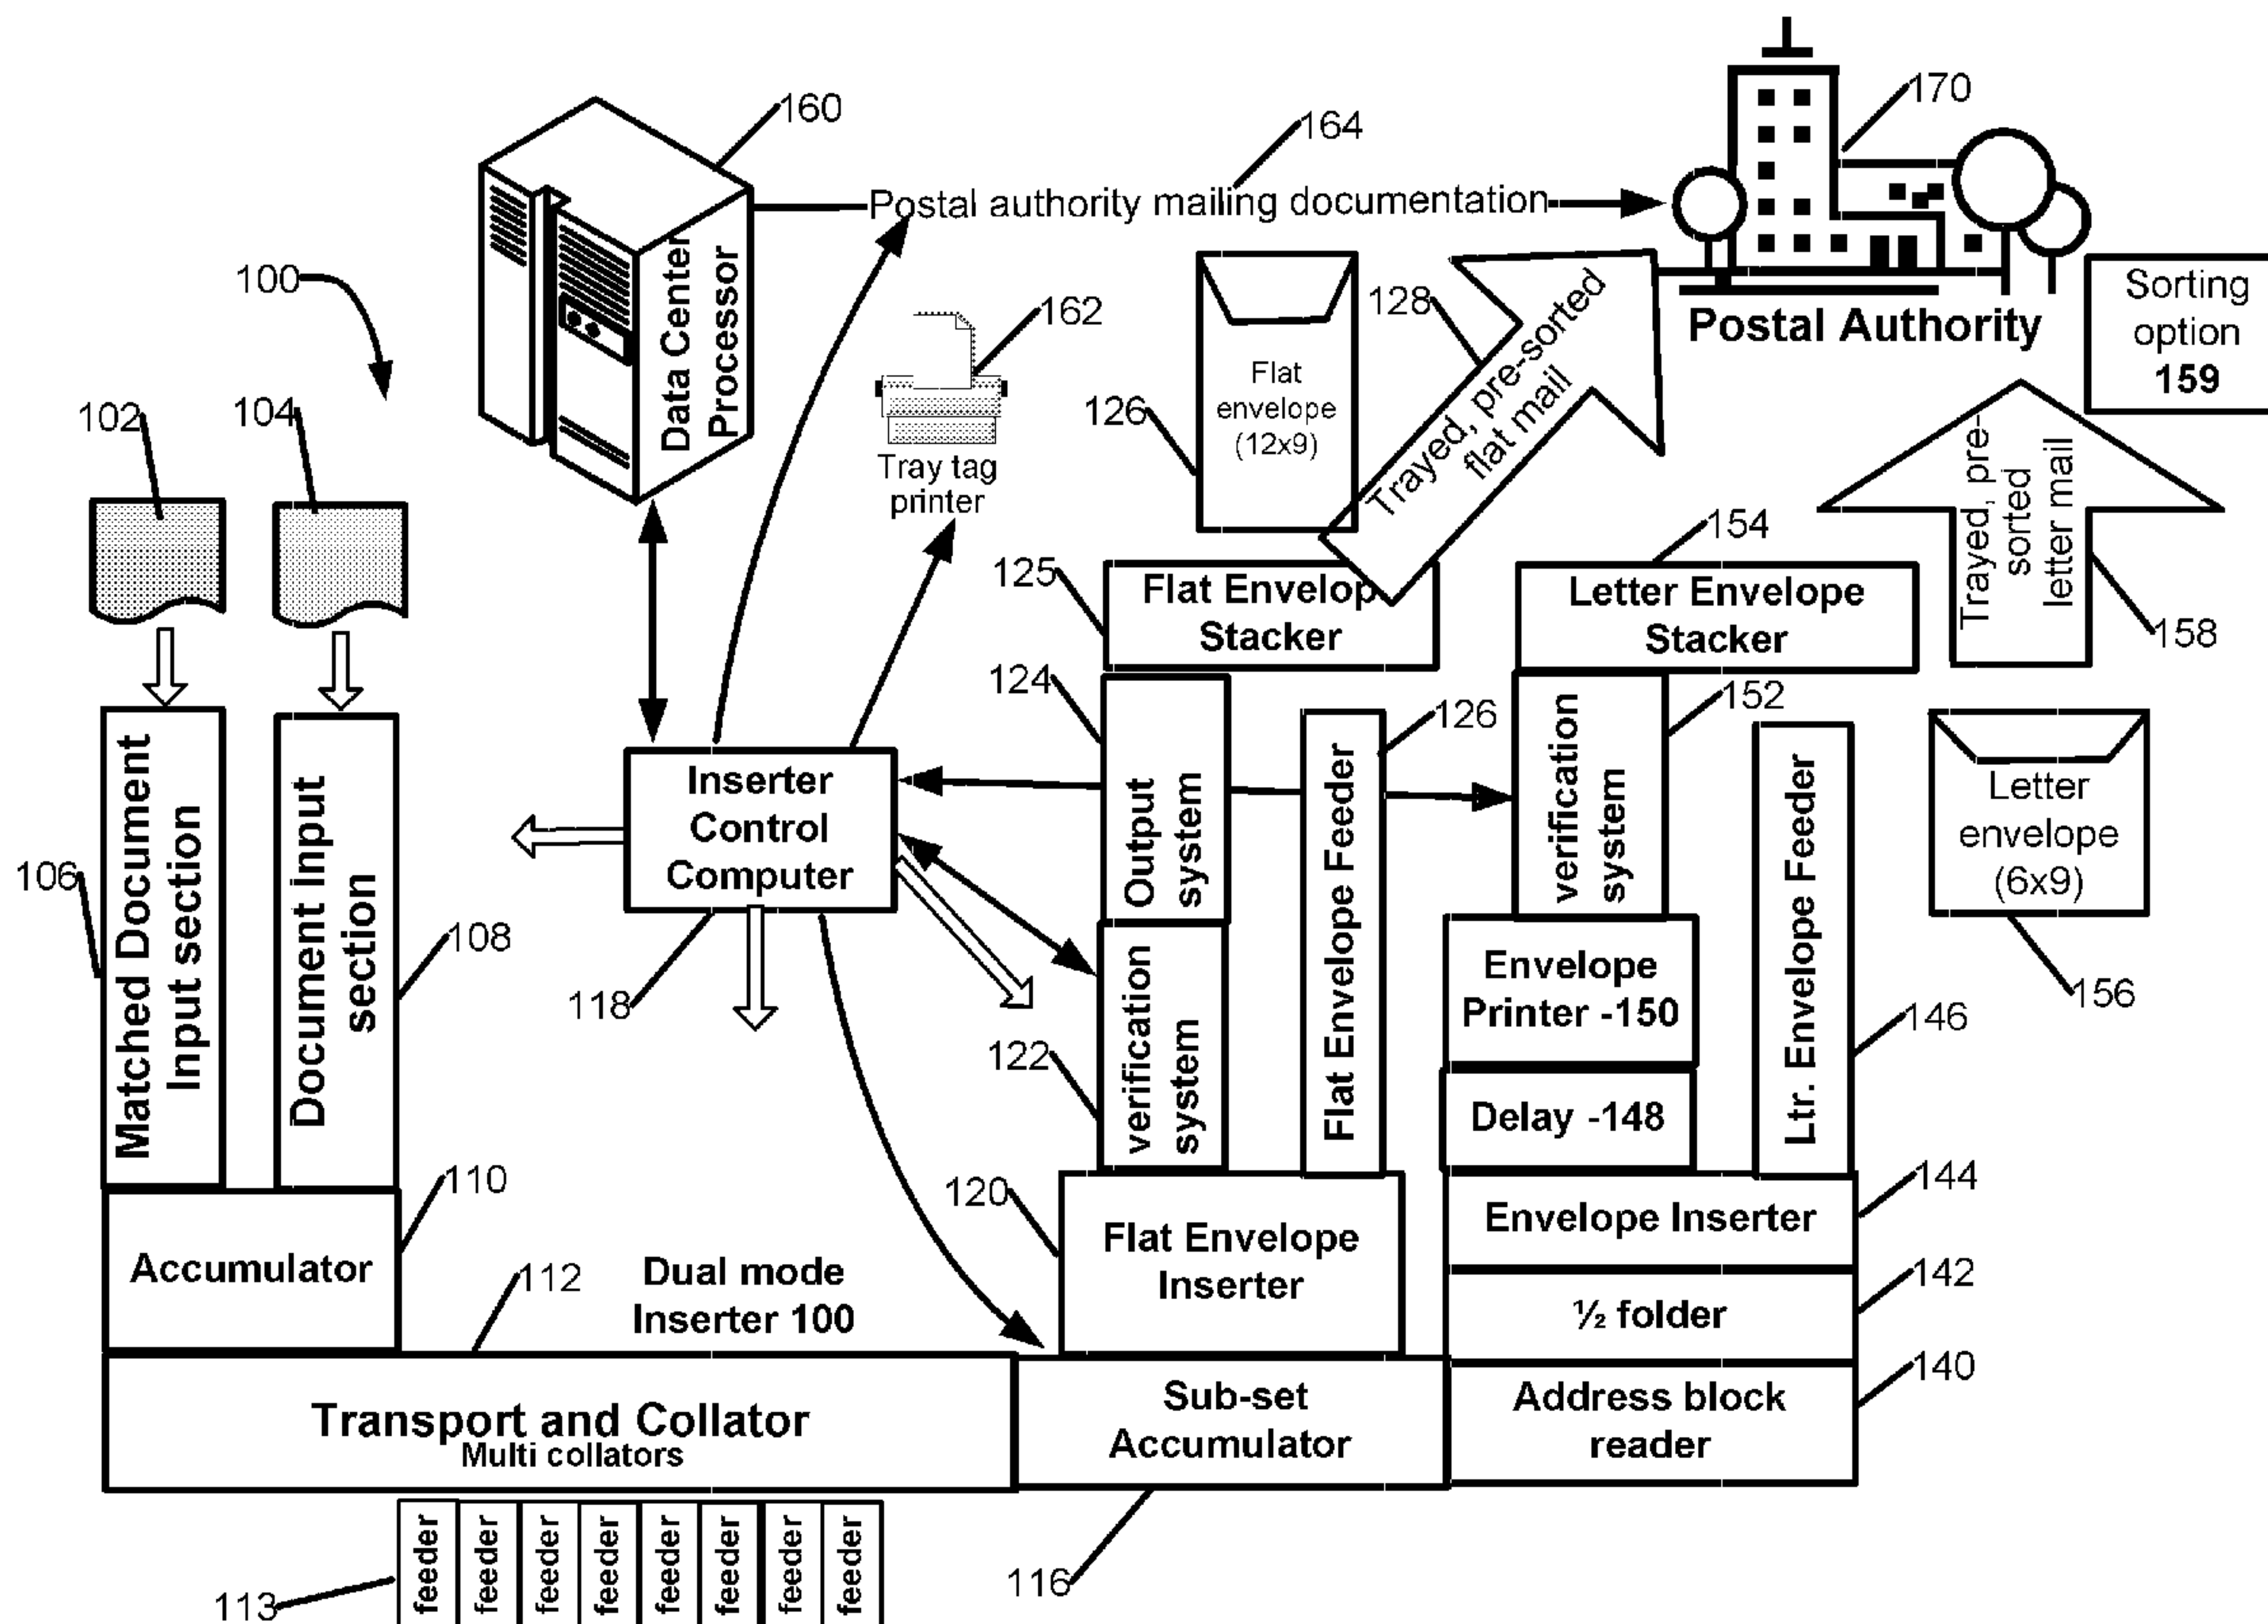 160
164
170
Postal authority mailing documentation
100
Data Center
Processor
162
128
Sorting
option
159
Postal Authority
102
104
126
Flat
envelope
(12x9)
Trayed, pre-sorted
flat mail
Tray tag
printer
Trayed, pre-
sorted
letter mail
154
125
Flat Envelop
Stacker
Letter Envelope
Stacker
158
124
152
126
106
Matched Document
Input section
Document Input
section
108
Inserter
Control
Computer
118
Output
system
Flat Envelope Feeder
verification
system
Ltr. Envelope Feeder
Letter
envelope
(6x9)
156
verification
system
122
Envelope
Printer -150
146
Delay -148
110
120
144
Accumulator
112
Dual mode
Inserter 100
Flat Envelope
Inserter
Envelope Inserter
142
½ folder
140
Transport and Collator
Multi collators
Sub-set
Accumulator
Address block
reader
113
feeder
feeder
feeder
feeder
feeder
feeder
feeder
feeder
116